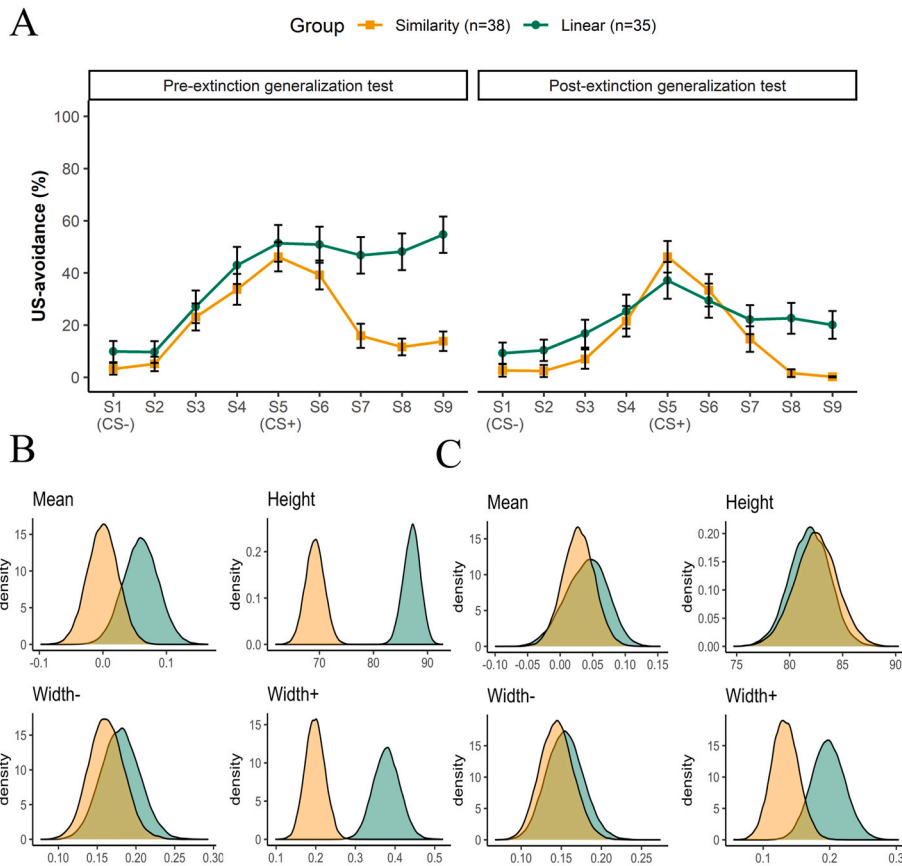 A
Group Similarity (n=38) Linear (n=35)
Pre-extinction generalization test Post-extinction generalization test
US-avoidance (%)
100
80
60
40
20
0
S1 S2 S3 S4 S5 S6 S7 S8 S9 S1 S2 S3 S4 S5 S6 S7 S8 S9
(CS-) (CS+) (CS-) (CS+)
B
Mean
density
15
10
5
0
-0.1 0.0 0.1
Height
density
0.2
0.1
0.0
70 80 90
Width-
density
15
10
5
0
0.10 0.15 0.20 0.25 0.30
Width+
density
15
10
5
0
0.1 0.2 0.3 0.4 0.5
C
Mean
density
15
10
5
0
-0.10 -0.05 0.00 0.05 0.10 0.15
Height
density
0.20
0.15
0.10
0.05
0.00
75 80 85 90
Width-
density
20
15
10
5
0
0.10 0.15 0.20 0.25
Width+
density
20
15
10
5
0
0.1 0.2 0.3